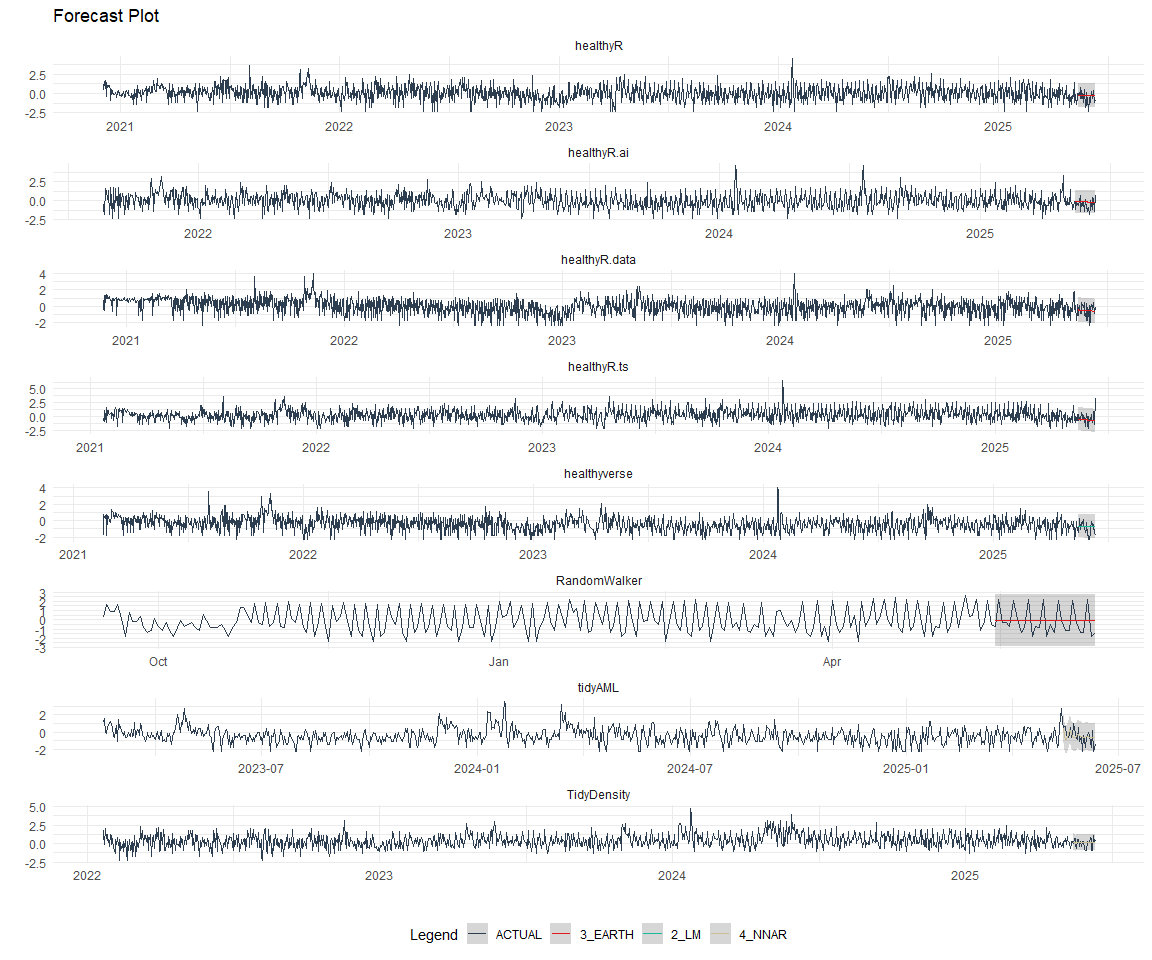 Forecast Plot
healthyR
2.5
0.0
-2.5
2021 2022 2023 2024 2025
healthyR.ai
2.5
0.0
-2.5
2022 2023 2024 2025
healthyR.data
4
2
0
-2
2021 2022 2023 2024 2025
healthyR.ts
5.0
2.5
0.0
-2.5
2021 2022 2023 2024 2025
healthyverse
4
2
0
-2
2021 2022 2023 2024 2025
RandomWalker
3
2
1
0
-1
-2
-3
Oct Jan Apr
tidyAML
2
0
-2
2023-07 2024-01 2024-07 2025-01 2025-07
TidyDensity
5.0
2.5
0.0
-2.5
2022 2023 2024 2025
Legend ACTUAL 3_EARTH 2_LM 4_NNAR